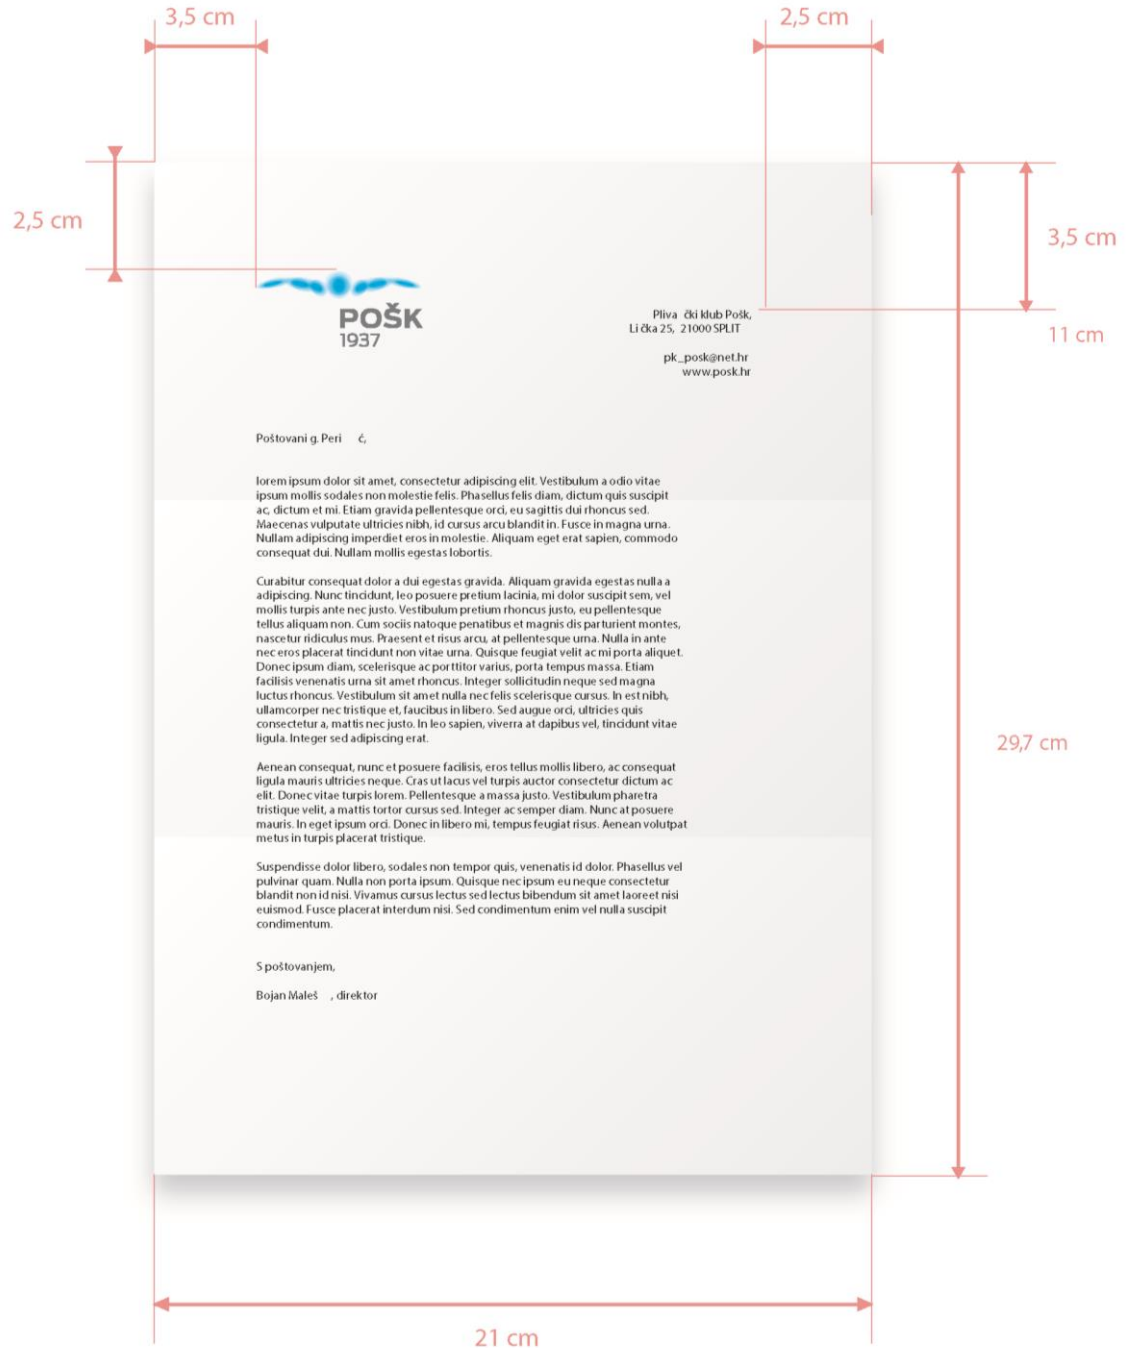 3,5 cm
2,5 cm
2,5 cm
3,5 cm
11 cm
POŠK
1937
Pliva čki klub Pošk,
Li čka 25, 21000 SPLIT
pk_posk@net.hr
www.posk.hr
Poštovani g. Peri ć,
lorem ipsum dolor sit amet, consectetur adipiscing elit. Vestibulum a odio vitae
ipsum mollis sodales non molestie felis. Phasellus felis diam, dictum quis suscipit
ac, dictum et mi. Etiam gravida pellentesque orci, eu sagittis dui rhoncus sed.
Maecenas vulputate ultricies nibh, id cursus arcu blandit in. Fusce in magna urna.
Nullam adipiscing imperdiet eros in molestie. Aliquam eget erat sapien, commodo
consequat dui. Nullam mollis egestas lobortis.
Curabitur consequat dolor a dui egestas gravida. Aliquam gravida egestas nulla a
adipiscing. Nunc tincidunt, leo posuere pretium lacinia, mi dolor suscipit sem, vel
mollis turpis ante nec justo. Vestibulum pretium rhoncus justo, eu pellentesque
tellus aliquam non. Cum sociis natoque penatibus et magnis dis parturient montes,
nascetur ridiculus mus. Praesent et risus arcu, at pellentesque urna. Nulla in ante
nec eros placerat tincidunt non vitae urna. Quisque feugiat velit ac mi porta aliquet.
Donec ipsum diam, scelerisque ac porttitor varius, porta tempus massa. Etiam
facilisis venenatis urna sit amet rhoncus. Integer sollicitudin neque sed magna
luctus rhoncus. Vestibulum sit amet nulla nec felis scelerisque cursus. In est nibh,
ullamcorper nec tristique et, faucibus in libero. Sed augue orci, ultricies quis
consectetur a, mattis nec justo. In leo sapien, viverra at dapibus vel, tincidunt vitae
ligula. Integer sed adipiscing erat.
29,7 cm
Aenean consequat, nunc et posuere facilisis, eros tellus mollis libero, ac consequat
ligula mauris ultricies neque. Cras ut lacus vel turpis auctor consectetur dictum ac
elit. Donec vitae turpis lorem. Pellentesque a massa justo. Vestibulum pharetra
tristique velit, a mattis tortor cursus sed. Integer ac semper diam. Nunc at posuere
mauris. In eget ipsum orci. Donec in libero mi, tempus feugiat risus. Aenean volutpat
metus in turpis placerat tristique.
Suspendisse dolor libero, sodales non tempor quis, venenatis id dolor. Phasellus vel
pulvinar quam. Nulla non porta ipsum. Quisque nec ipsum eu neque consectetur
blandit non id nisi. Vivamus cursus lectus sed lectus bibendum sit amet laoreet nisi
euismod. Fusce placerat interdum nisi. Sed condimentum enim vel nulla suscipit
condimentum.
S poštovanjem,
Bojan Maleš , direktor
21 cm